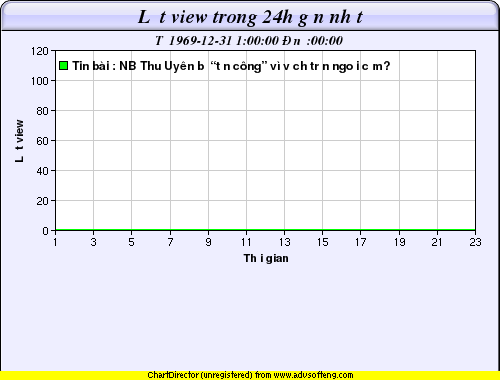 L t view trong 24h g n nh t
T 1969-12-31 1:00:00 Đn :00:00
Tin bài : NB Thu Uyên b “t n công” vì v ch tr n ngo i c m?
120
100
80
60
40
20
0
L t view
1 3 5 7 9 11 13 15 17 19 21 23
Th i gian
ChartDirector (unregistered) from www.advsofteng.com